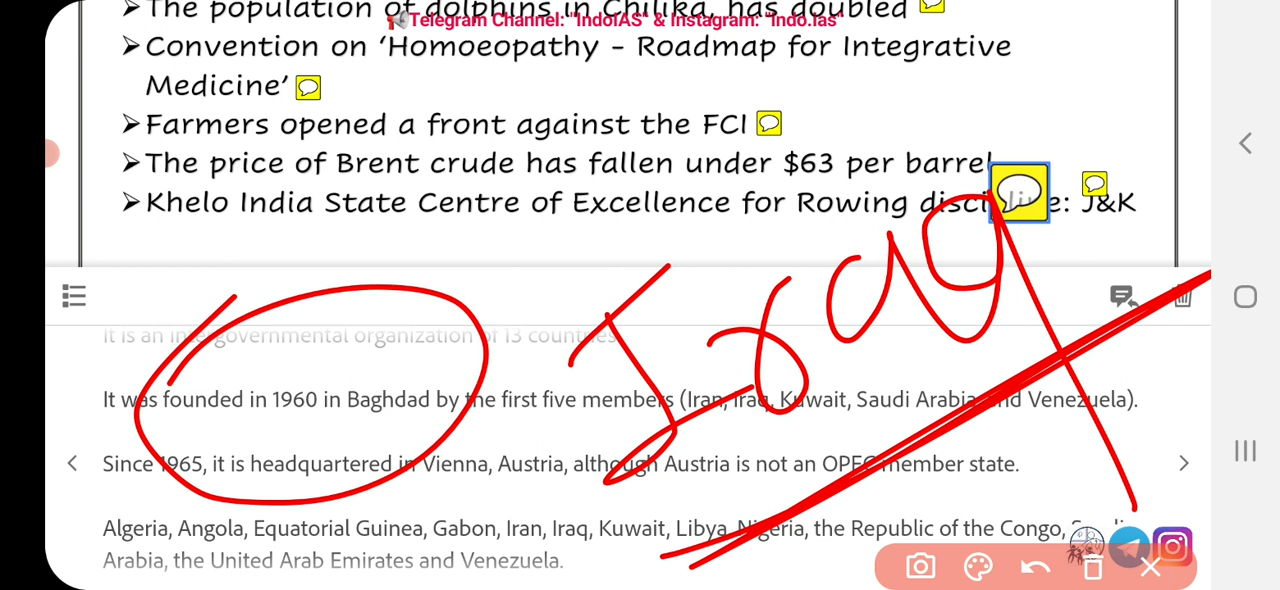 The population of dolphins in Chilika, has doubled
Telegram Channel: "IndoIAS" & Instagram: "Indo.ias"
➢Convention on ‘Homoeopathy - Roadmap for Integrative
Medicine’
➢Farmers opened a front against the FCI
➢The price of Brent crude has fallen under $63 per barrel
➢Khelo India State Centre of Excellence for Rowing discipline: J&K
Iraq
It is an intergovernmental organization of 13 countries
It was founded in 1960 in Baghdad by the first five members (Iran, Iraq, Kuwait, Saudi Arabia, and Venezuela).
Since 1965, it is headquartered in Vienna, Austria, although Austria is not an OPEC member state.
Algeria, Angola, Equatorial Guinea, Gabon, Iran, Iraq, Kuwait, Libya, Nigeria, the Republic of the Congo, Saudi
Arabia, the United Arab Emirates and Venezuela.